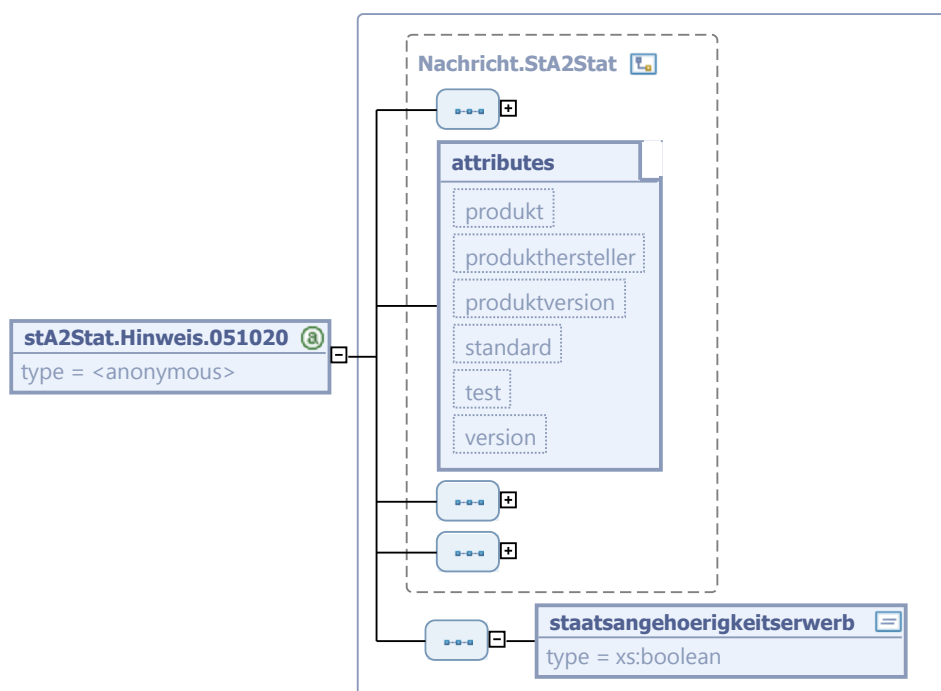 Nachricht.StA2Stat
attributes
produkt
produkthersteller
produktversion
standard
test
version
stA2Stat.Hinweis.051020
type = <anonymous>
staatsangehoerigkeitserwerb
type = xs:boolean